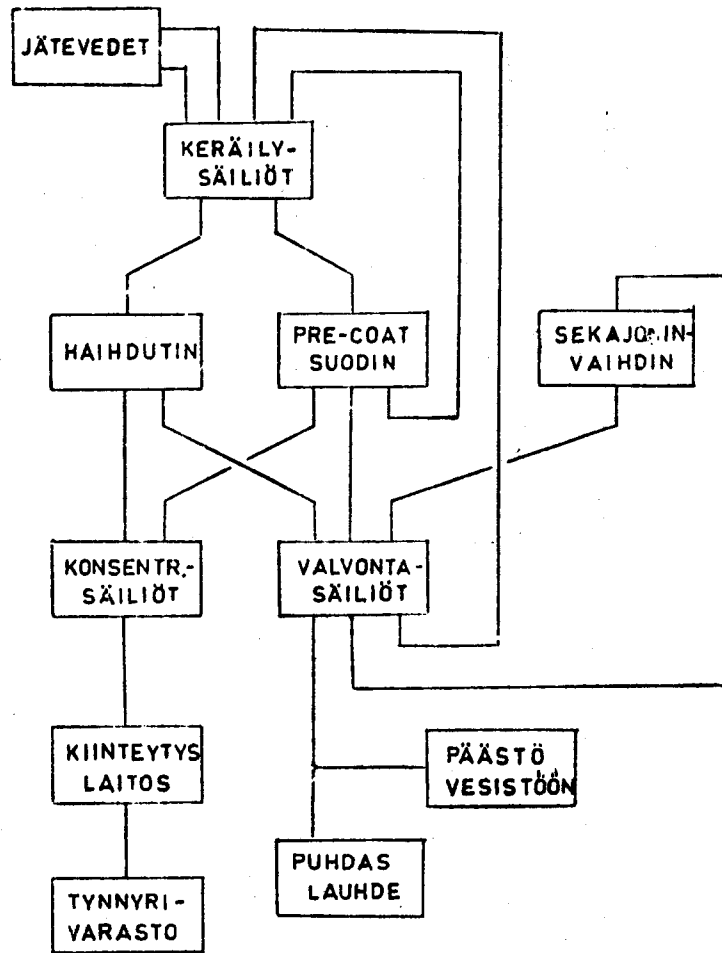 JÄTEVEDET
KERÄILY-
SÄILIÖT
HAIHDUTIN
PRE-COAT
SUODIN
SEKAJONIN-
VAIHDIN
KONSENTR.-
SÄILIÖT
VALVONTA-
SÄILIÖT
KIINTEYTYS
LAITOS
PÄÄSTÖ
VESISTÖÖN
PUHDAS
LAUHDE
TYNNYRI-
VARASTO